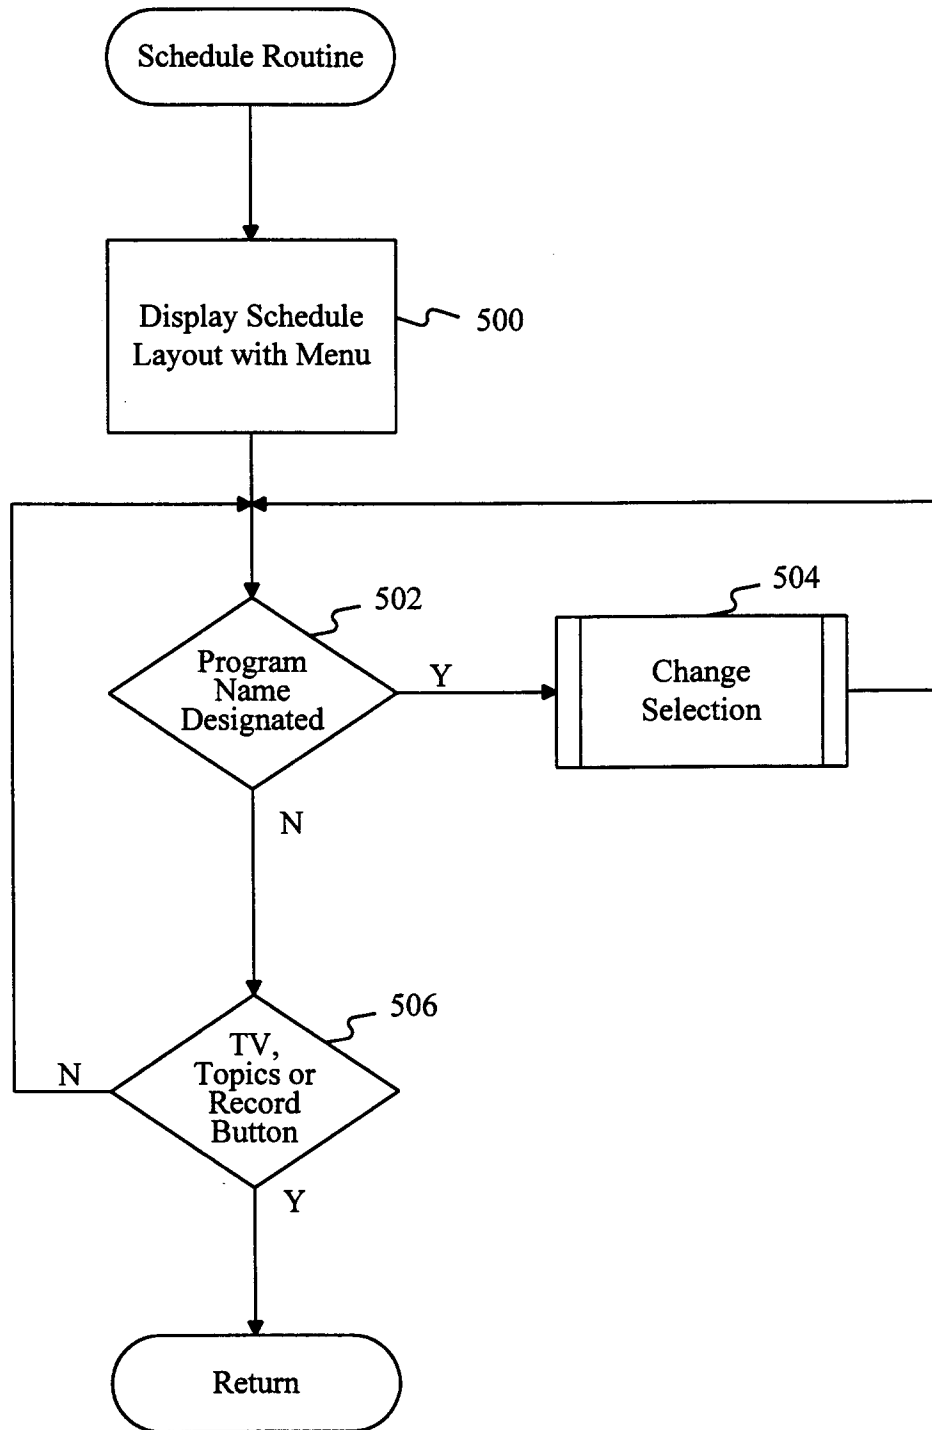 Schedule Routine
Display Schedule
Layout with Menu
500
502
504
Program
Name
Designated
Y
Change
Selection
N
506
TV,
Topics or
Record
Button
N
Y
Return